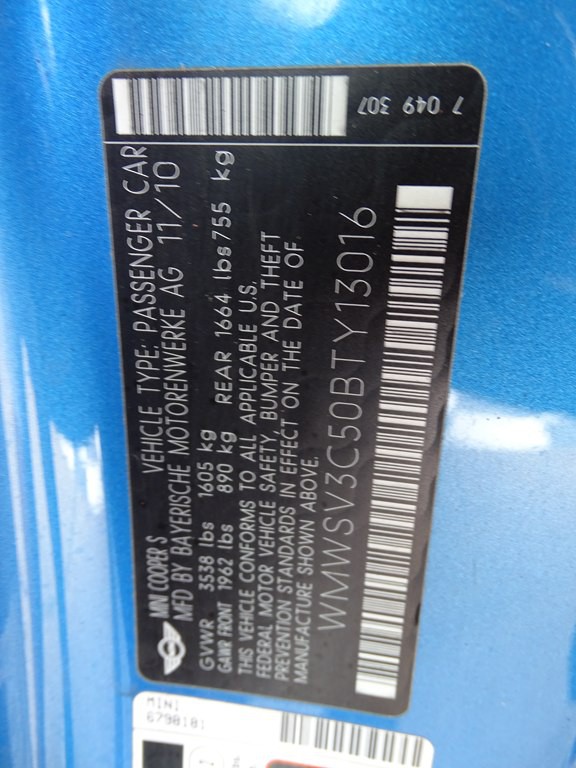 MINI COOPER S VEHICLE TYPE: PASSENGER CAR
MFD BY BAYERISCHE MOTORENWERKE AG 11/10
GVWR 3538 lbs 1605 kg
GAWR FRONT 1962 lbs 890 kg REAR 1664 lbs/755 kg
THIS VEHICLE CONFORMS TO ALL APPLICABLE U.S.
FEDERAL MOTOR VEHICLE SAFETY, BUMPER AND THEFT
PREVENTION STANDARDS IN EFFECT ON THE DATE OF
MANUFACTURE SHOWN ABOVE.
WMWSV3C50BTY13016
7 049 307
MINI
6790101